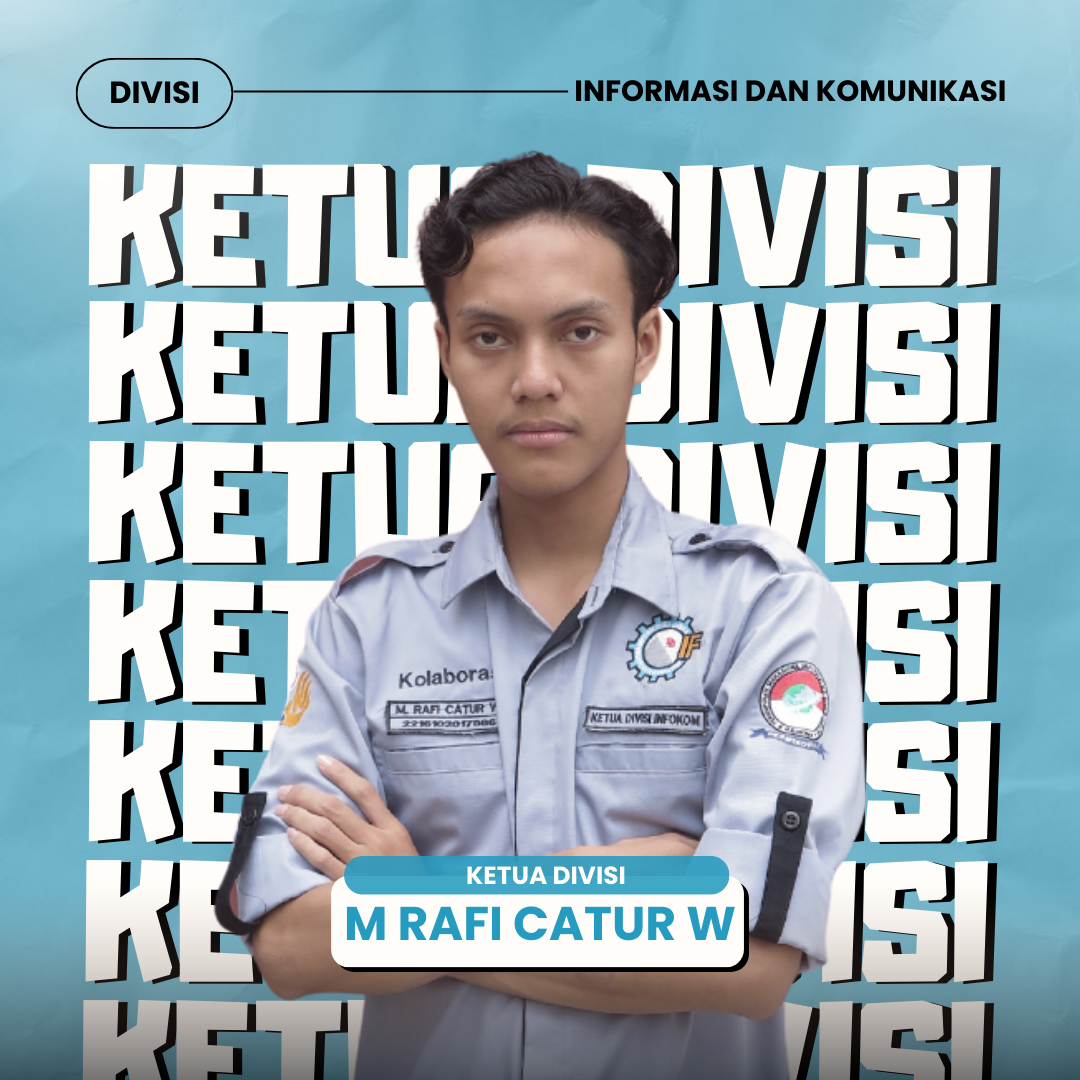 DIVISI
INFORMASI DAN KOMUNIKASI
KETUA DIVISI
KETUA DIVISI
KETUA DIVISI
KETUA DIVISI
KETUA DIVISI
KETUA DIVISI
KETUA DIVISI
IF
Kolaboras
M. RAFI CATUR W
KETUA DIVISI INFOKOM
KETUA DIVISI
M RAFI CATUR W